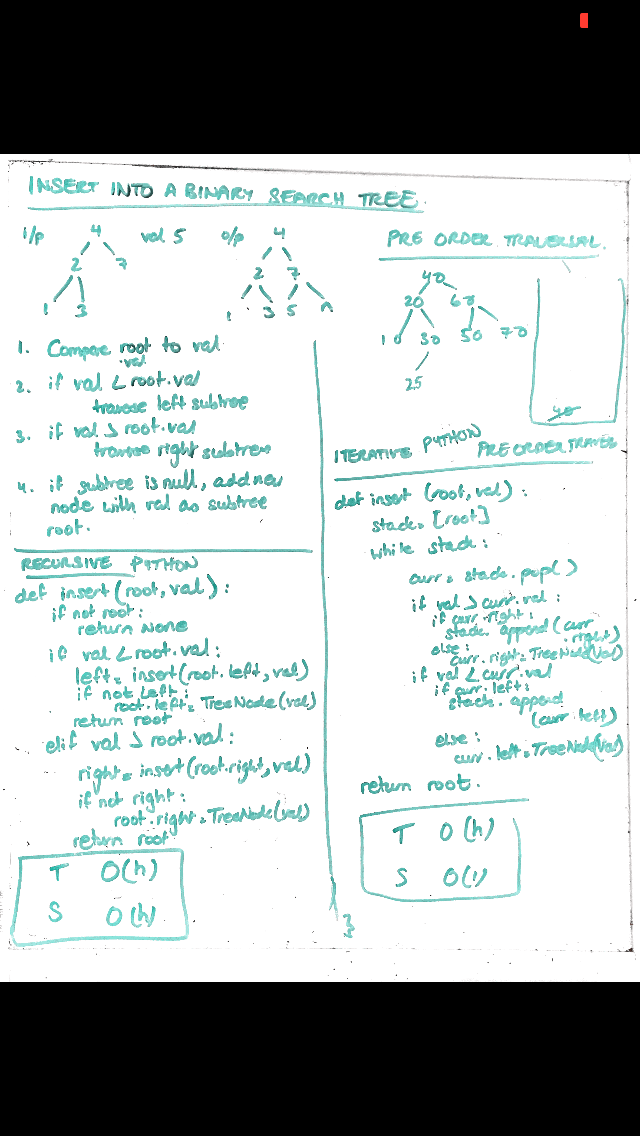 INSERT INTO A BINARY SEARCH TREE.
i/p
4
2 7
1 3
val 5
o/p
4
2 7
1 3 5
1. Compare root to val
.val
2. if val < root.val
traverse left subtree
3. if val > root.val
traverse right subtree
4. if subtree is null, add new
node with val as subtree
root.
RECURSIVE PYTHON
def insert(root, val):
if not root:
return None
if val < root.val:
left = insert(root.left, val)
if not left:
root.left = TreeNode(val)
return root
elif val > root.val:
right = insert(root.right, val)
if not right:
root.right = TreeNode(val)
return root
T O(h)
S O(h)
PRE ORDER TRAVERSAL.
40
20 60
10 30 50 70
25
40
ITERATIVE PYTHON PREORDER
def insert (root, val):
stack = [root]
while stack:
curr = stack.pop()
if val > curr.val:
if curr.right:
stack.append(curr
.right)
else:
curr.right = TreeNode(val)
if val < curr.val
if curr.left:
stack.append
(curr.left)
else:
curr.left = TreeNode(val)
return root.
T O(h)
S O(1)